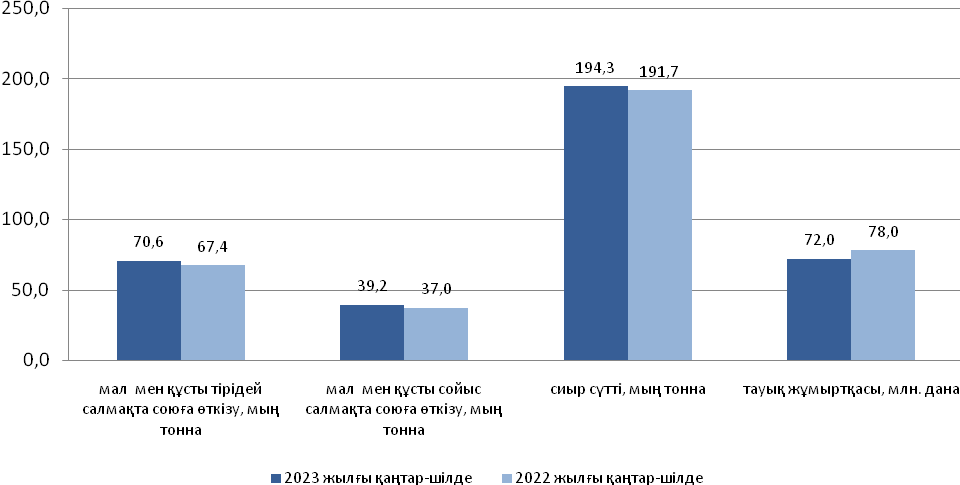 250,0
200,0
150,0
100,0
50,0
0,0
70,6
67,4
39,2
37,0
194,3
191,7
72,0
78,0
мал мен құсты тірідей
салмақта союға өткізу, мың
тонна
мал мен құсты сойыс
салмақта союға өткізу, мың
тонна
сиыр сүтті, мың тонна
тауық жұмыртқасы, млн. дана
2023 жылғы қаңтар-шілде
2022 жылғы қаңтар-шілде